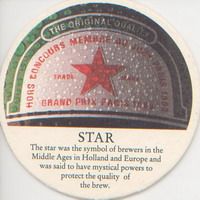 THE ORIGINAL QUALITY
HORS CONCOURS MEMBRE DU JURY PARIS
TRADE MARK
GRAND PRIX PARIS
STAR
The star was the symbol of brewers in the
Middle Ages in Holland and Europe and
was said to have mystical powers to
protect the quality of
the brew.